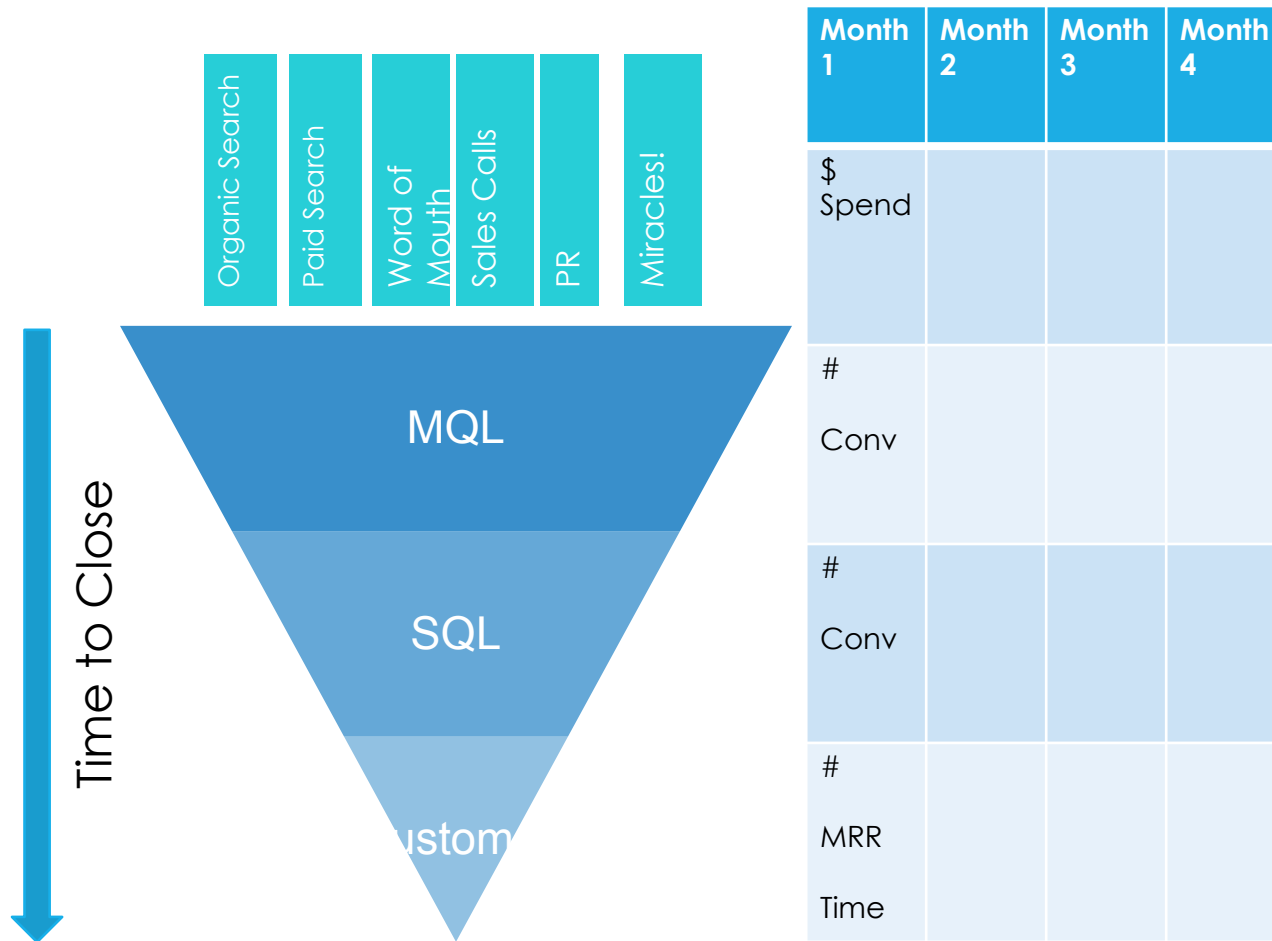 Organic Search
Paid Search
Word of
Mouth
Sales Calls
PR
Miracles!
Time to Close
MQL
SQL
ustom
Month
1
Month
2
Month
3
Month
4
$
Spend
#
Conv
#
Conv
#
MRR
Time